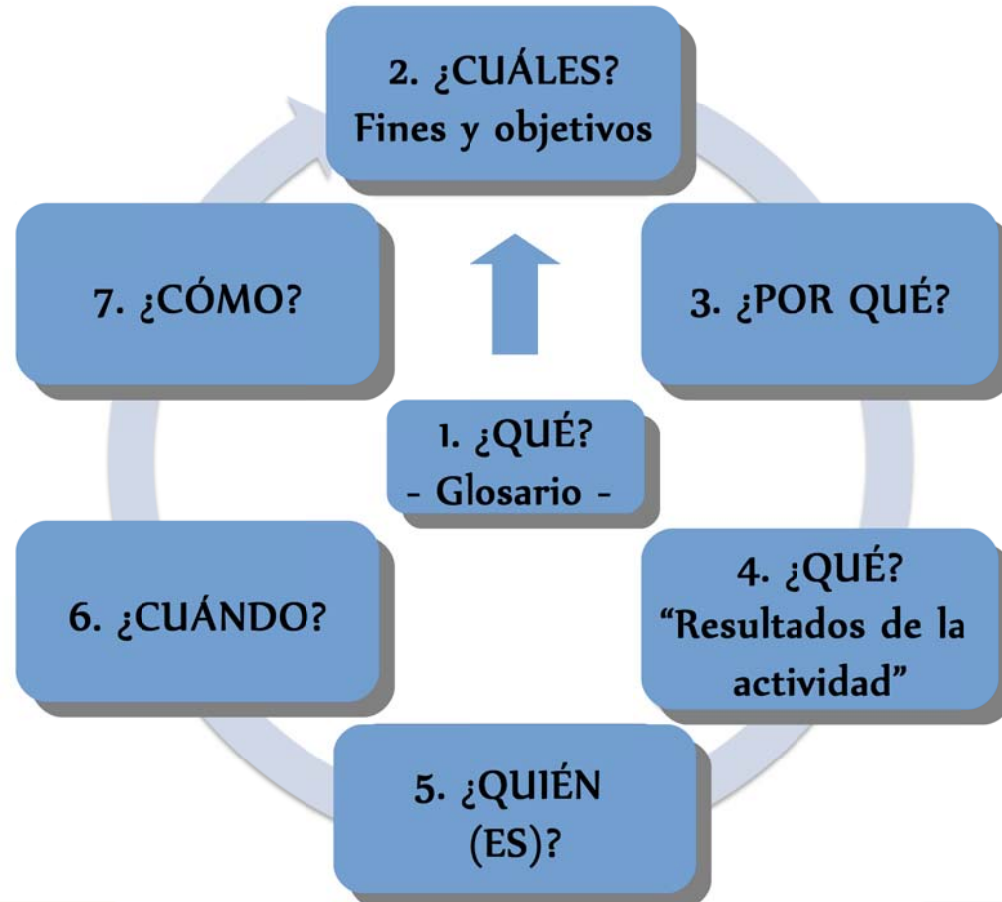 2. ¿CUÁLES?
Fines y objetivos
7. ¿CÓMO?
3. ¿POR QUÉ?
1. ¿QUÉ?
- Glosario -
6. ¿CUÁNDO?
4. ¿QUÉ?
“Resultados de la
actividad”
5. ¿QUIÉN
(ES)?